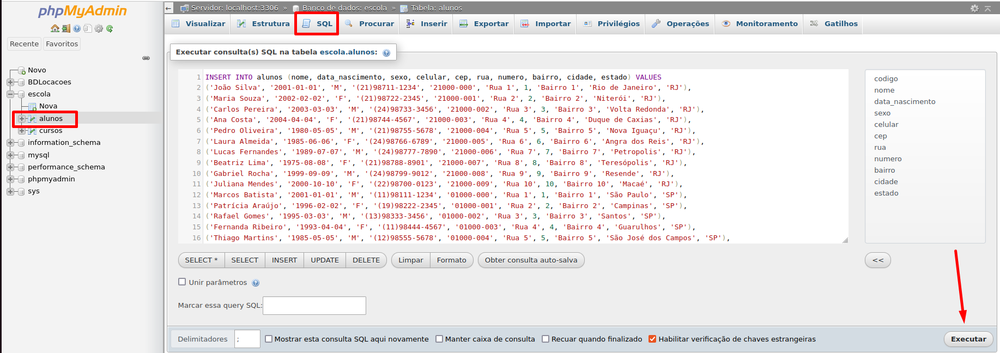 phpMyAdmin
Recente Favoritos
Novo
BDLocacoes
escola
Nova
alunos
cursos
information_schema
mysql
performance_schema
phpmyadmin
sys
Servidor: localhost:3306 » Banco de dados: escola » Tabela: alunos
Visualizar Estrutura SQL Procurar Inserir Exportar Importar Privilégios Operações Monitoramento Gatilhos
Executar consulta(s) SQL na tabela escola.alunos:
1 INSERT INTO alunos (nome, data_nascimento, sexo, celular, cep, rua, numero, bairro, cidade, estado) VALUES
2 ('João Silva', '2001-01-01', 'M', '(21)98711-1234', '21000-000', 'Rua 1', 1, 'Bairro 1', 'Rio de Janeiro', 'RJ'),
3 ('Maria Souza', '2002-02-02', 'F', '(21)98722-2345', '21000-001', 'Rua 2', 2, 'Bairro 2', 'Niterói', 'RJ'),
4 ('Carlos Pereira', '2003-03-03', 'M', '(24)98733-3456', '21000-002', 'Rua 3', 3, 'Bairro 3', 'Volta Redonda', 'RJ'),
5 ('Ana Costa', '2004-04-04', 'F', '(21)98744-4567', '21000-003', 'Rua 4', 4, 'Bairro 4', 'Duque de Caxias', 'RJ'),
6 ('Pedro Oliveira', '1980-05-05', 'M', '(21)98755-5678', '21000-004', 'Rua 5', 5, 'Bairro 5', 'Nova Iguaçu', 'RJ'),
7 ('Laura Almeida', '1985-06-06', 'F', '(24)98766-6789', '21000-005', 'Rua 6', 6, 'Bairro 6', 'Angra dos Reis', 'RJ'),
8 ('Lucas Fernandes', '1989-07-07', 'M', '(24)98777-7890', '21000-006', 'Rua 7', 7, 'Bairro 7', 'Petropolis', 'RJ'),
9 ('Beatriz Lima', '1975-08-08', 'F', '(21)98788-8901', '21000-007', 'Rua 8', 8, 'Bairro 8', 'Teresópolis', 'RJ'),
10 ('Gabriel Rocha', '1999-09-09', 'M', '(24)98799-9012', '21000-008', 'Rua 9', 9, 'Bairro 9', 'Resende', 'RJ'),
11 ('Juliana Mendes', '2000-10-10', 'F', '(22)98700-0123', '21000-009', 'Rua 10', 10, 'Bairro 10', 'Macaé', 'RJ'),
12 ('Marcos Batista', '2001-01-01', 'M', '(11)98111-1234', '01000-000', 'Rua 1', 1, 'Bairro 1', 'São Paulo', 'SP'),
13 ('Patrícia Araújo', '1996-02-02', 'F', '(19)98222-2345', '01000-001', 'Rua 2', 2, 'Bairro 2', 'Campinas', 'SP'),
14 ('Rafael Gomes', '1995-03-03', 'M', '(13)98333-3456', '01000-002', 'Rua 3', 3, 'Bairro 3', 'Santos', 'SP'),
15 ('Fernanda Ribeiro', '1993-04-04', 'F', '(11)98444-4567', '01000-003', 'Rua 4', 4, 'Bairro 4', 'Guarulhos', 'SP'),
16 ('Thiago Martins', '1985-05-05', 'M', '(12)98555-5678', '01000-004', 'Rua 5', 5, 'Bairro 5', 'São José dos Campos', 'SP'),
codigo
nome
data_nascimento
sexo
celular
cep
rua
numero
bairro
cidade
estado
SELECT * SELECT INSERT UPDATE DELETE Limpar Formato Obter consulta auto-salva <<
Unir parâmetros
Marcar essa query SQL:
Delimitadores ; Mostrar esta consulta SQL aqui novamente Manter caixa de consulta Recuar quando finalizado Habilitar verificação de chaves estrangeiras Executar